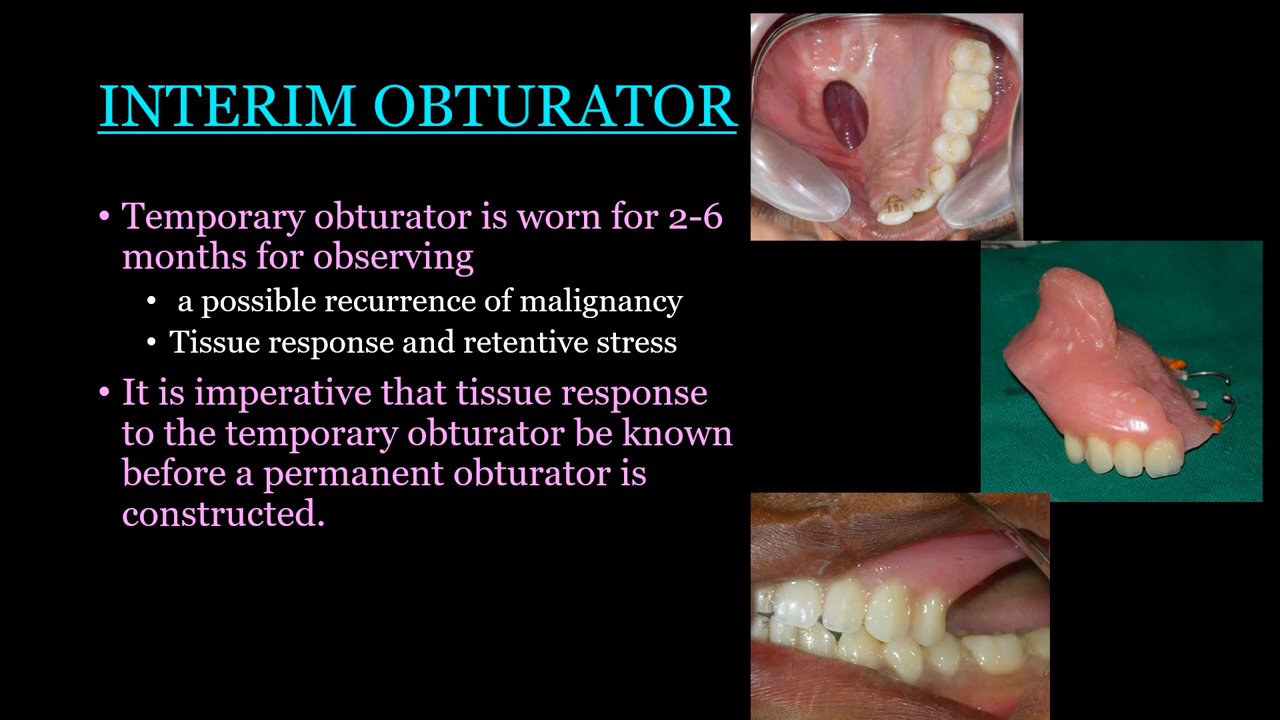 INTERIM OBTURATOR
• Temporary obturator is worn for 2-6
months for observing
• a possible recurrence of malignancy
• Tissue response and retentive stress
• It is imperative that tissue response
to the temporary obturator be known
before a permanent obturator is
constructed.